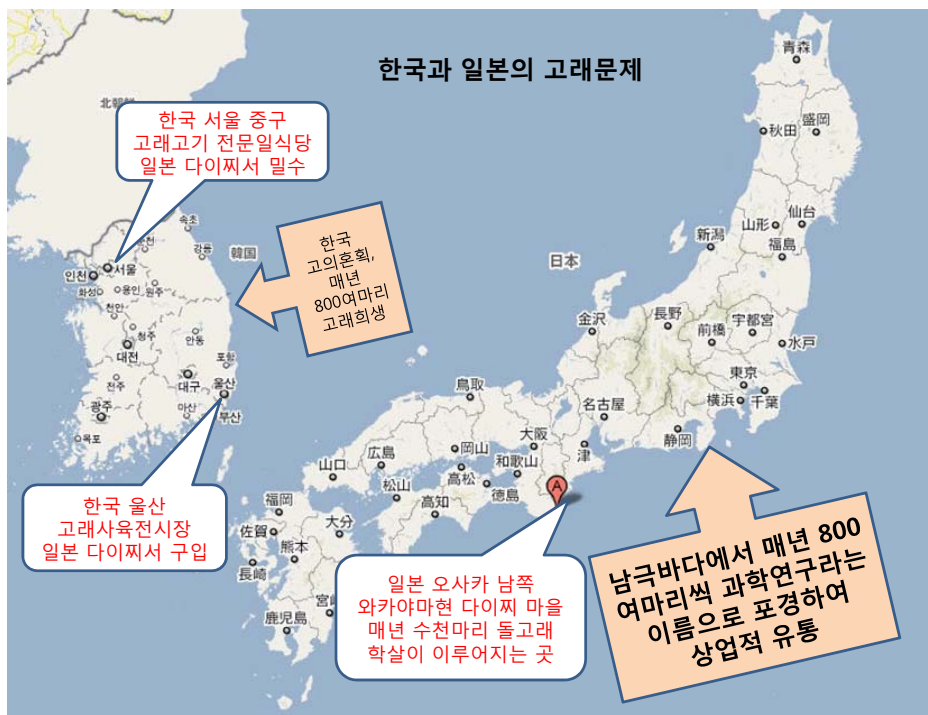 한국과 일본의 고래문제
青森
秋田
盛岡
한국 서울 중구
고래고기 전문일식당
일본 다이찌서 밀수
山形
仙台
新潟
福島
속초
강릉
韓国
인천
서울
화성
용인
원주
천안
청주
안동
대전
포항
전주
대구
울산
광주
마산
부산
목포
한국
고의혼획,
매년
800여마리
고래희생
日本
金沢
長野
前橋
宇都宮
水戸
東京
横浜
千葉
名古屋
静岡
鳥取
大阪
津
岡山
和歌山
広島
山口
高松
徳島
松山
高知
A
福岡
佐賀
大分
熊本
長崎
鹿児島
한국 울산
고래사육전시장
일본 다이찌서 구입
일본 오사카 남쪽
와카야마현 다이찌 마을
매년 수천마리 돌고래
학살이 이루어지는 곳
남극바다에서 매년 800
여마리씩 과학연구라는
이름으로 포경하여
상업적 유통